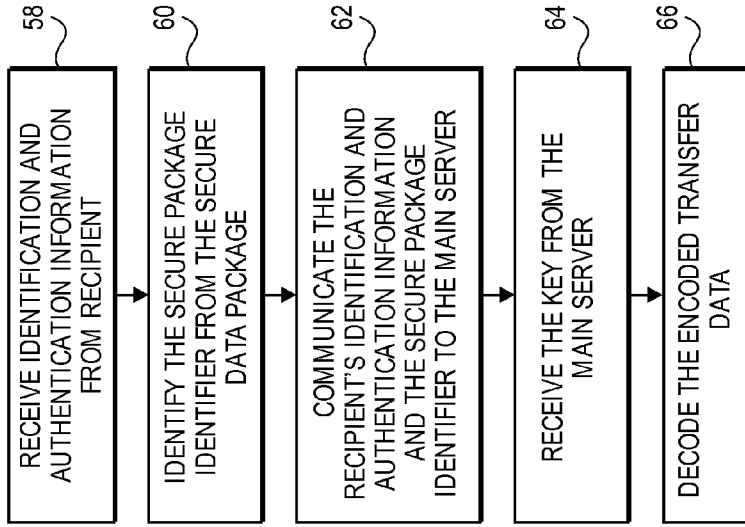 RECEIVE IDENTIFICATION AND
AUTHENTICATION INFORMATION
FROM RECIPIENT
58
IDENTIFY THE SECURE PACKAGE
IDENTIFIER FROM THE SECURE
DATA PACKAGE
60
COMMUNICATE THE
RECIPIENT'S IDENTIFICATION AND
AUTHENTICATION INFORMATION
AND THE SECURE PACKAGE
IDENTIFIER TO THE MAIN SERVER
62
RECEIVE THE KEY FROM THE
MAIN SERVER
64
DECODE THE ENCODED TRANSFER
DATA
66